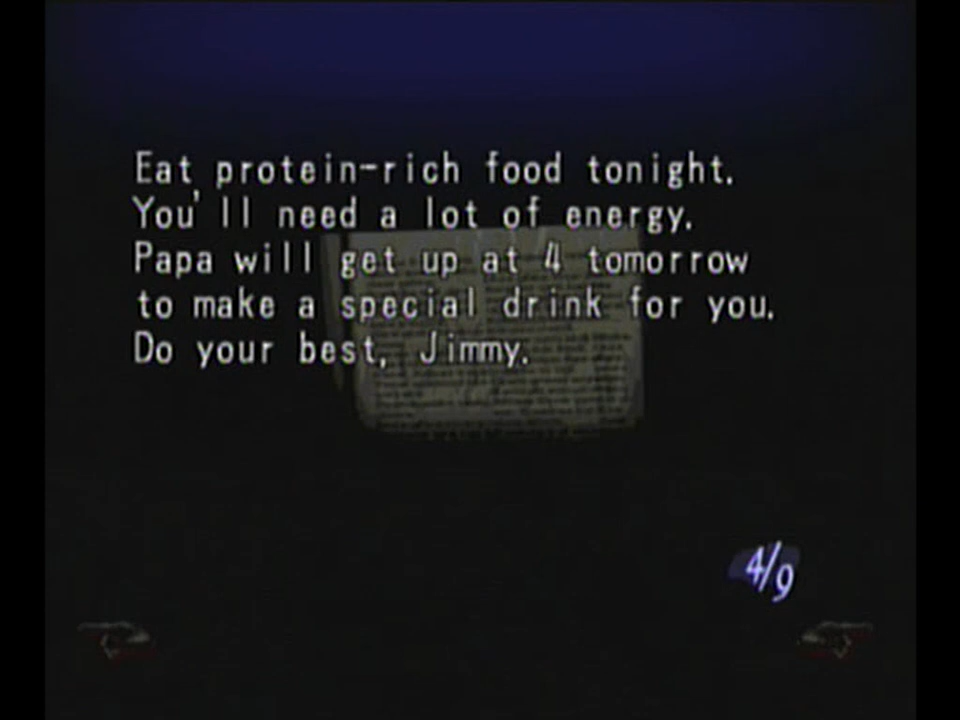 Eat protein-rich food tonight.
You'll need a lot of energy.
Papa will get up at 4 tomorrow
to make a special drink for you.
Do your best, Jimmy.
4/9